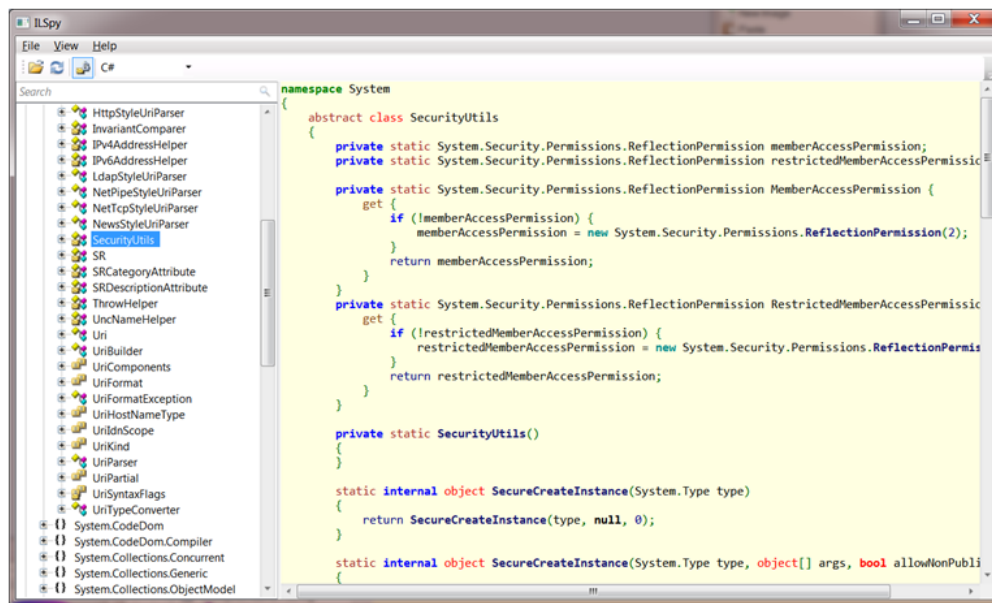 ILSpy
File View Help
C#
Search
HttpStyleUriParser
InvariantComparer
IPv4AddressHelper
IPv6AddressHelper
LdapStyleUriParser
NetPipeStyleUriParser
NetTcpStyleUriParser
NewsStyleUriParser
SecurityUtils
SR
SRCategoryAttribute
SRDescriptionAttribute
ThrowHelper
UncNameHelper
Uri
UriBuilder
UriComponents
UriFormat
UriFormatException
UriHostNameType
UriIdnScope
UriKind
UriParser
UriPartial
UriSyntaxFlags
UriTypeConverter
{} System.CodeDom
{} System.CodeDom.Compiler
{} System.Collections.Concurrent
{} System.Collections.Generic
{} System.Collections.ObjectModel
namespace System
{
abstract class SecurityUtils
{
private static System.Security.Permissions.ReflectionPermission memberAccessPermission;
private static System.Security.Permissions.ReflectionPermission restrictedMemberAccessPermissic
private static System.Security.Permissions.ReflectionPermission MemberAccessPermission {
get {
if (!memberAccessPermission) {
memberAccessPermission = new System.Security.Permissions.ReflectionPermission(2);
}
return memberAccessPermission;
}
}
private static System.Security.Permissions.ReflectionPermission RestrictedMemberAccessPermissic
get {
if (!restrictedMemberAccessPermission) {
restrictedMemberAccessPermission = new System.Security.Permissions.ReflectionPermis
}
return restrictedMemberAccessPermission;
}
}
private static SecurityUtils()
{
}
static internal object SecureCreateInstance(System.Type type)
{
return SecureCreateInstance(type, null, 0);
}
static internal object SecureCreateInstance(System.Type type, object[] args, bool allowNonPubli
{